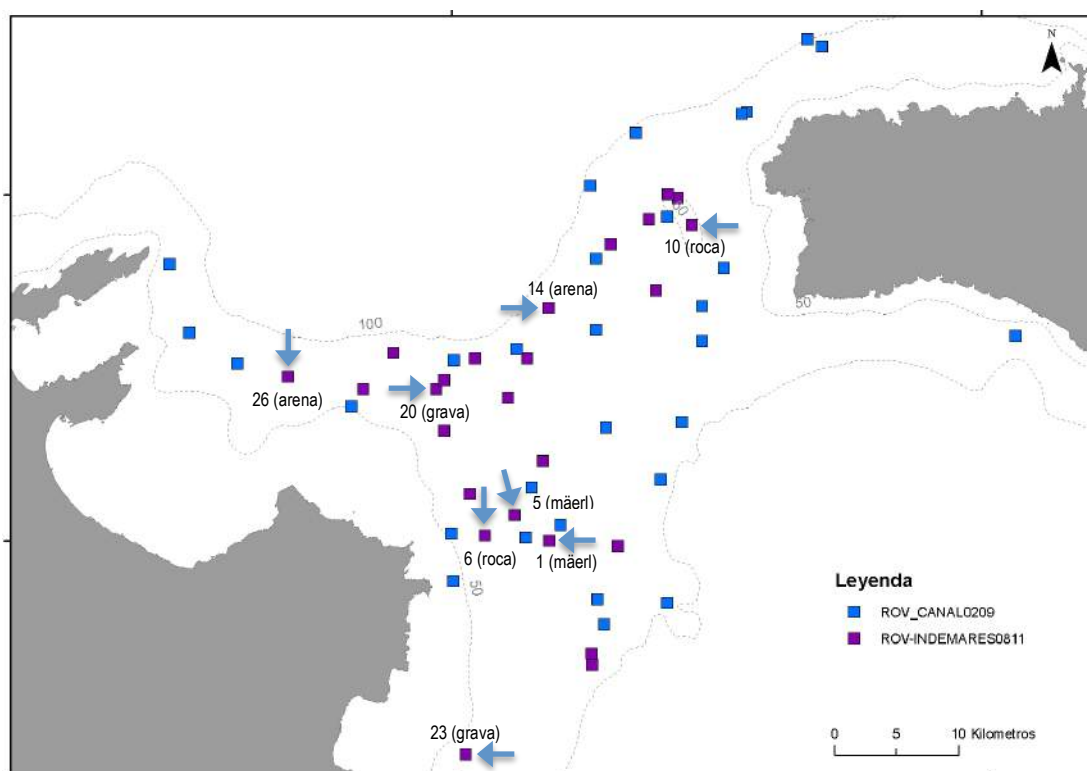 N
50
10 (roca)
14 (arena)
50
100
26 (arena)
20 (grava)
5 (mäerl)
6 (roca)
1 (mäerl)
50
Leyenda
ROV_CANAL0209
ROV-INDEMARES0811
23 (grava)
0 5 10 Kilometros